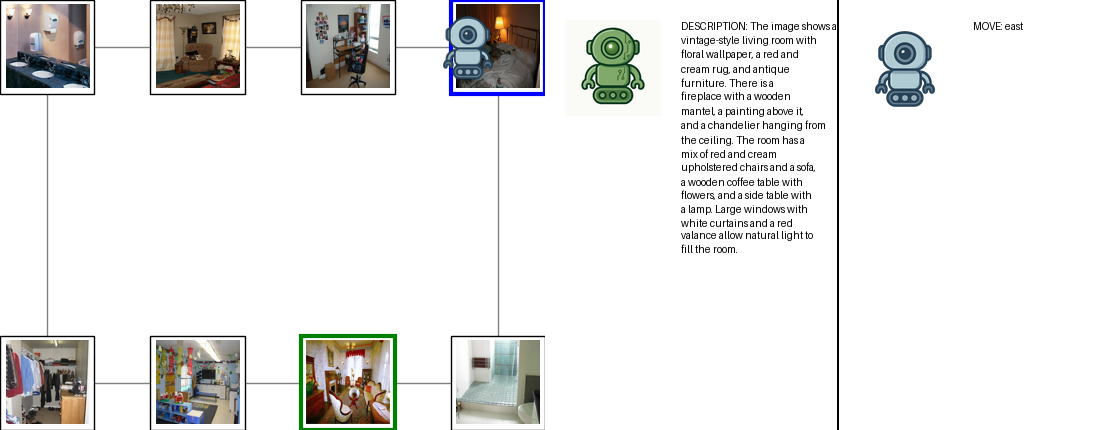 DESCRIPTION: The image shows a
vintage-style living room with
floral wallpaper, a red and
cream rug, and antique
furniture. There is a
fireplace with a wooden
mantel, a painting above it,
and a chandelier hanging from
the ceiling. The room has a
mix of red and cream
upholstered chairs and a sofa,
a wooden coffee table with
flowers, and a side table with
a lamp. Large windows with
white curtains and a red
valance allow natural light to
fill the room.
MOVE: east